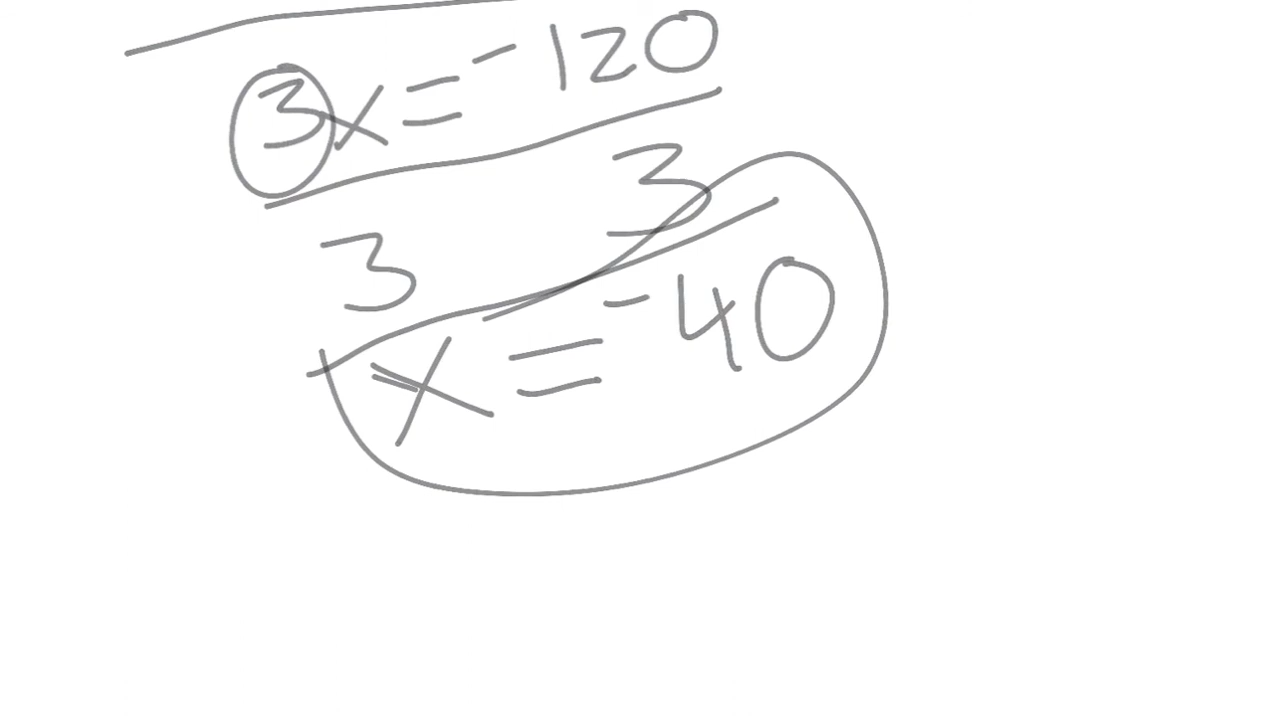 3x = -120
3 3
x = -40